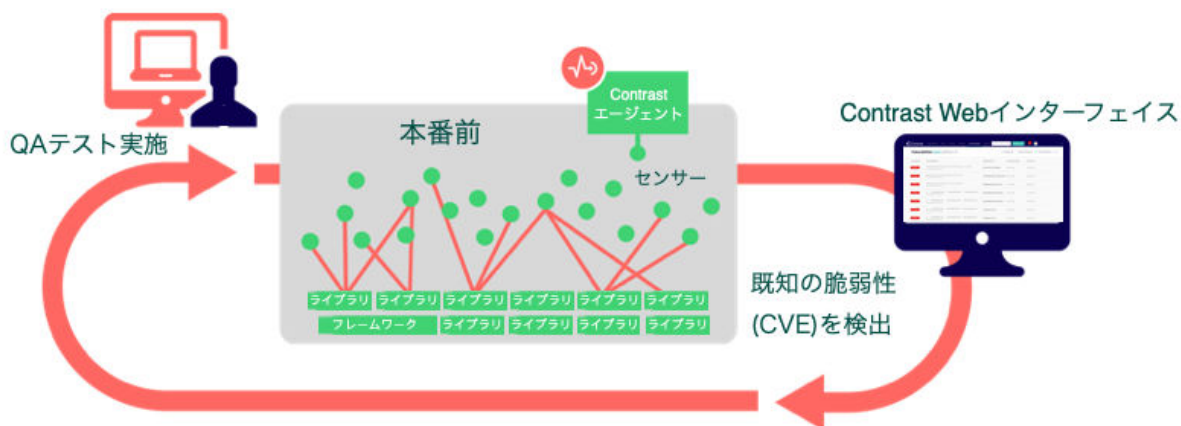 QAテスト実施
本番前
Contrast
エージェント
センサー
Contrast Webインターフェイス
ライブラリ ライブラリ ライブラリ ライブラリ ライブラリ ライブラリ
フレームワーク ライブラリ ライブラリ ライブラリ ライブラリ
既知の脆弱性
(CVE)を検出